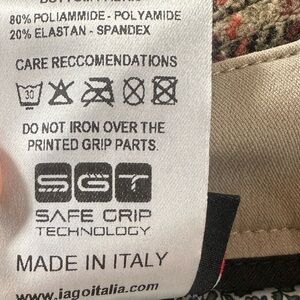 80% POLIAMMIDE - POLYAMIDE
20% ELASTAN - SPANDEX
CARE RECCOMENDATIONS
30
DO NOT IRON OVER THE
PRINTED GRIP PARTS.
SGT
SAFE GRIP
TECHNOLOGY
MADE IN ITALY
www.jagoitalia.com